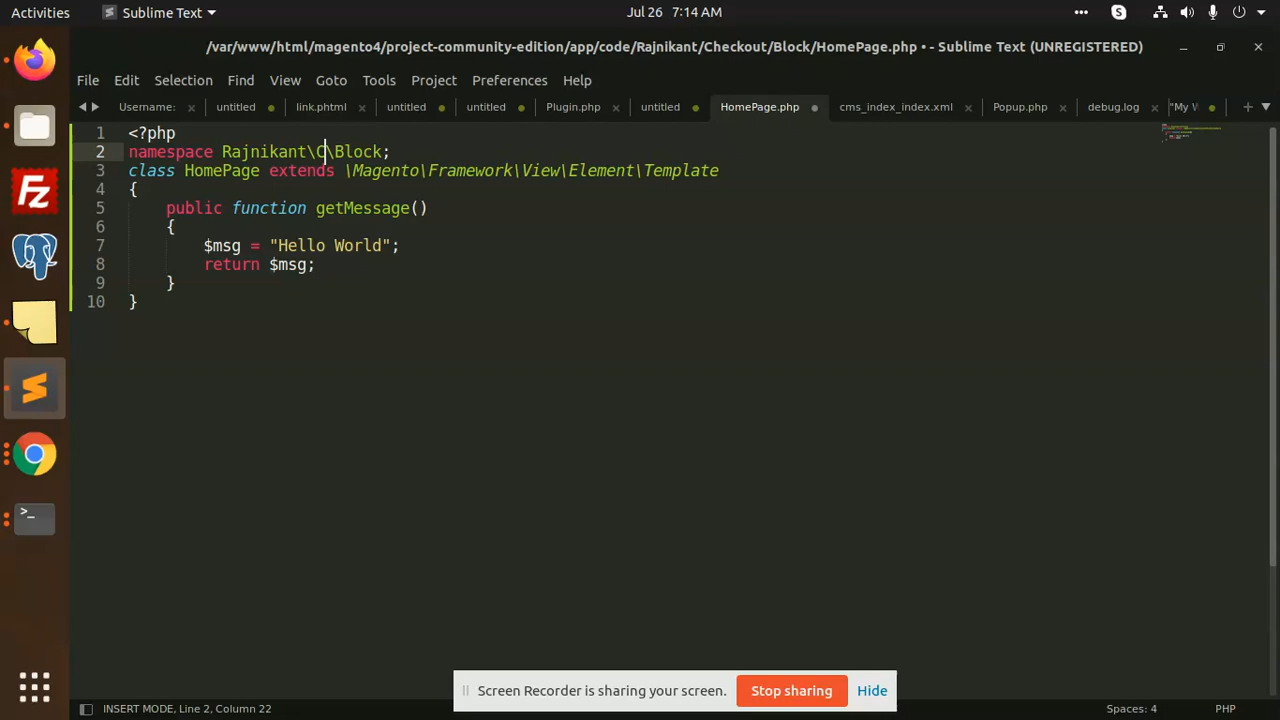 Activities Sublime Text Jul 26 7:14 AM
/var/www/html/magento4/project-community-edition/app/code/Rajnikant/Checkout/Block/HomePage.php • - Sublime Text (UNREGISTERED)
File Edit Selection Find View Goto Tools Project Preferences Help
Username: untitled link.phtml untitled untitled Plugin.php untitled HomePage.php cms_index_index.xml Popup.php debug.log "My W
1 <?php
2 namespace Rajnikant\C\Block;
3 class HomePage extends \Magento\Framework\View\Element\Template
4 {
5 public function getMessage()
6 {
7 $msg = "Hello World";
8 return $msg;
9 }
10 }
Screen Recorder is sharing your screen. Stop sharing Hide
INSERT MODE, Line 2, Column 22 Spaces: 4 PHP